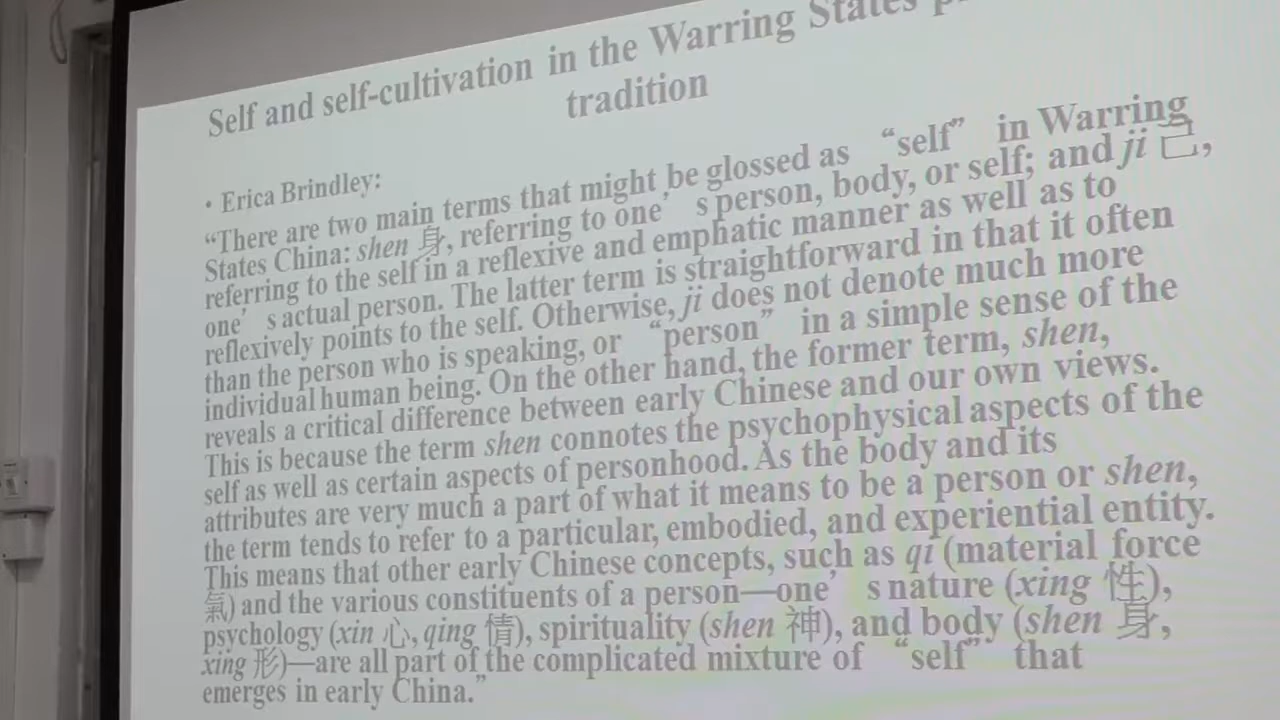 Self and self-cultivation in the Warring States
tradition
• Erica Brindley:
“There are two main terms that might be glossed as “self” in Warring
States China: shen 身, referring to one’s person, body, or self; and ji 己,
referring to the self in a reflexive and emphatic manner as well as to
one’s actual person. The latter term is straightforward in that it often
reflexively points to the self. Otherwise, ji does not denote much more
than the person who is speaking, or “person” in a simple sense of the
individual human being. On the other hand, the former term, shen,
reveals a critical difference between early Chinese and our own views.
This is because the term shen connotes the psychophysical aspects of the
self as well as certain aspects of personhood. As the body and its
attributes are very much a part of what it means to be a person or shen,
the term tends to refer to a particular, embodied, and experiential entity.
This means that other early Chinese concepts, such as qi (material force
氣) and the various constituents of a person—one’s nature (xing 性),
psychology (xin 心, qing 情), spirituality (shen 神), and body (shen 身,
xing 形)—are all part of the complicated mixture of “self” that
emerges in early China.”